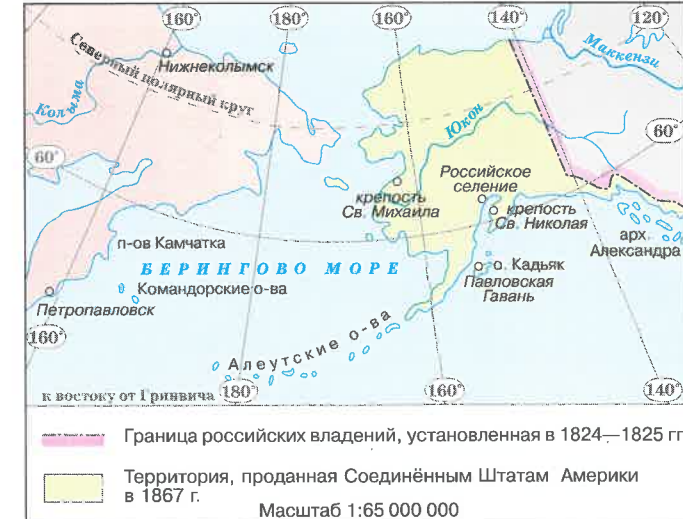 160°
180°
160°
140°
120°
Северный полярный круг
Нижнеколымск
Маккензи
Колыма
Юкон
60°
60°
Российское
селение
крепость
Св. Михаила
крепость
Св. Николая
арх.
Александра
п-ов Камчатка
БЕРИНГОВО МОРЕ
о. Кадьяк
Павловская
Гавань
Командорские о-ва
Петропавловск
160°
Алеутские о-ва
к востоку от Гринвича
180°
160°
140°
Граница российских владений, установленная в 1824—1825 гг
Территория, проданная Соединённым Штатам Америки
в 1867 г.
Масштаб 1:65 000 000